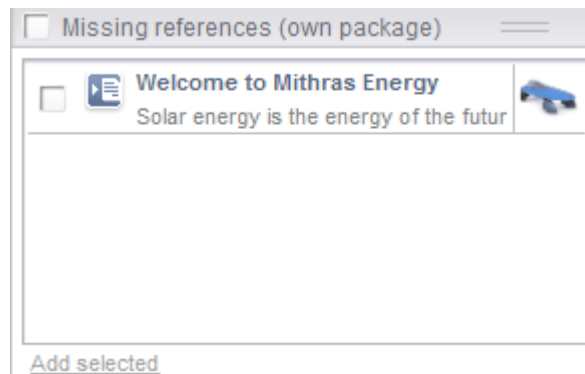 Missing references (own package)
Welcome to Mithras Energy
Solar energy is the energy of the futur
Add selected